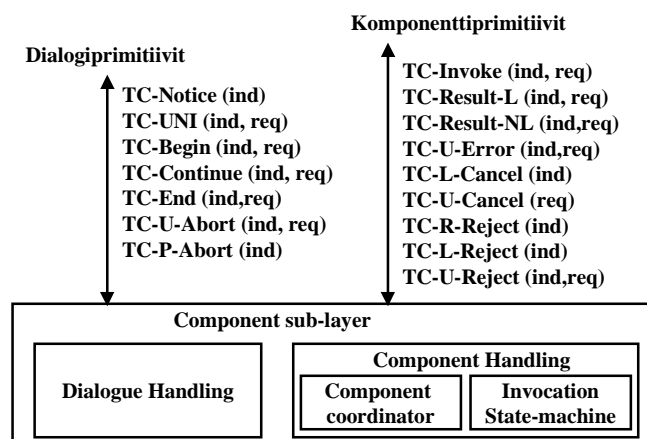 Komponenttiprimitiivit
Dialogiprimitiivit
TC-Notice (ind)
TC-UNI (ind, req)
TC-Begin (ind, req)
TC-Continue (ind, req)
TC-End (ind,req)
TC-U-Abort (ind, req)
TC-P-Abort (ind)
TC-Invoke (ind, req)
TC-Result-L (ind, req)
TC-Result-NL (ind,req)
TC-U-Error (ind,req)
TC-L-Cancel (ind)
TC-U-Cancel (req)
TC-R-Reject (ind)
TC-L-Reject (ind)
TC-U-Reject (ind,req)
Component sub-layer
Dialogue Handling
Component Handling
Component
coordinator
Invocation
State-machine